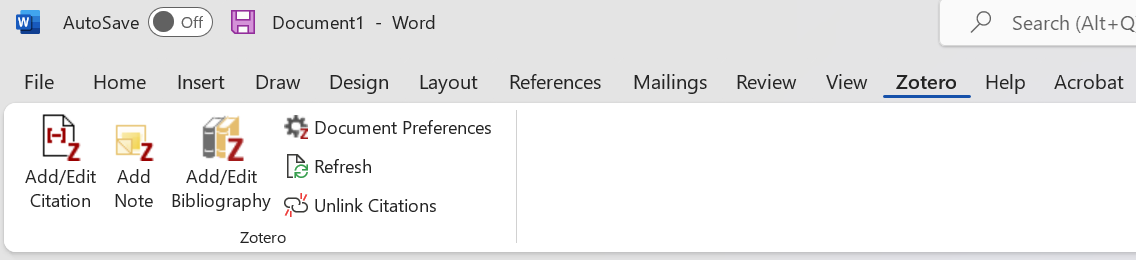 AutoSave Off Document1 - Word Search (Alt+Q
File Home Insert Draw Design Layout References Mailings Review View Zotero Help Acrobat
Add/Edit Citation
Add Note
Add/Edit Bibliography
Document Preferences
Refresh
Unlink Citations
Zotero